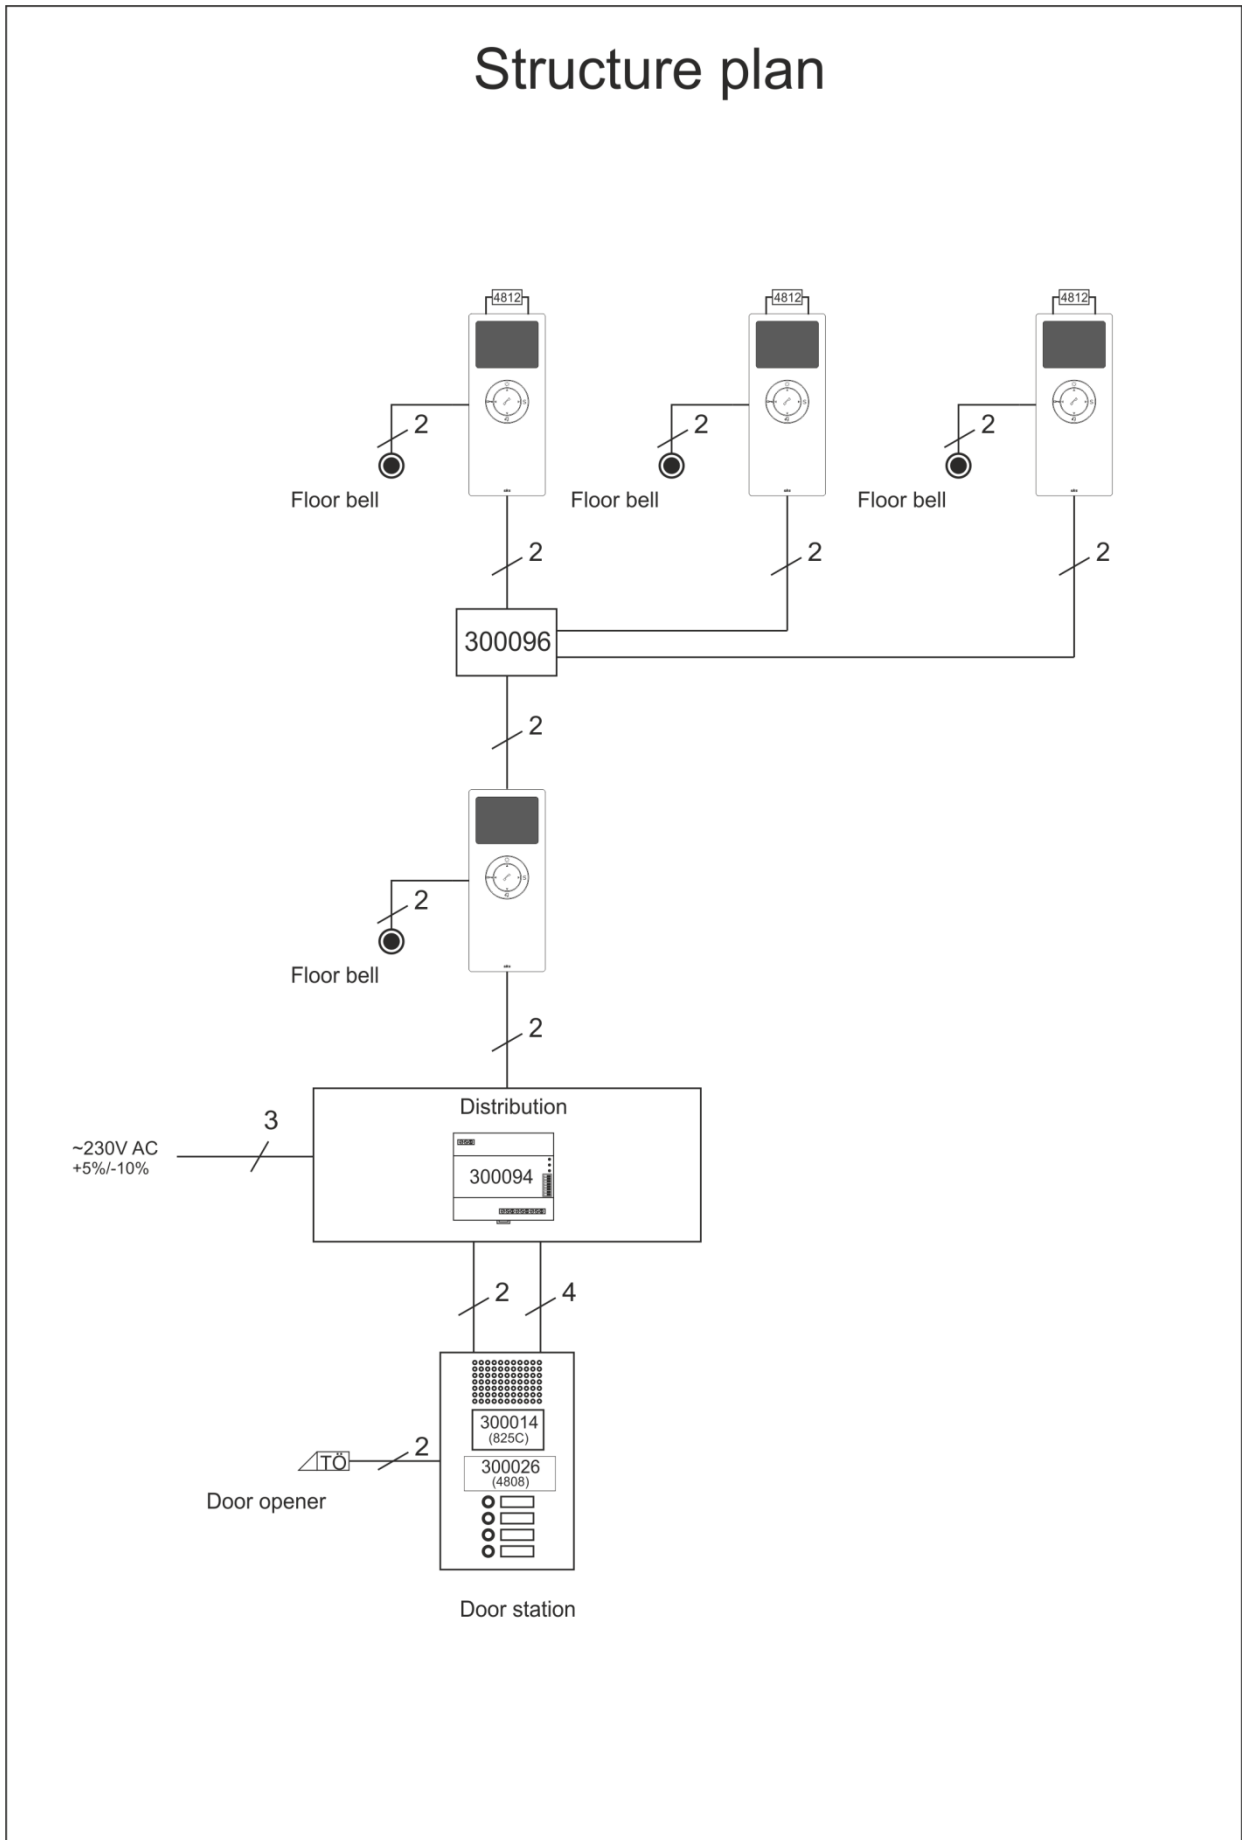 Structure plan
4812
4812
4812
2
2
2
Floor bell
Floor bell
Floor bell
2
2
2
300096
2
2
Floor bell
2
Distribution
3
~230V AC
+5%/-10%
300094
2
4
300014
(825C)
2
TÖ
300026
(4808)
Door opener
Door station